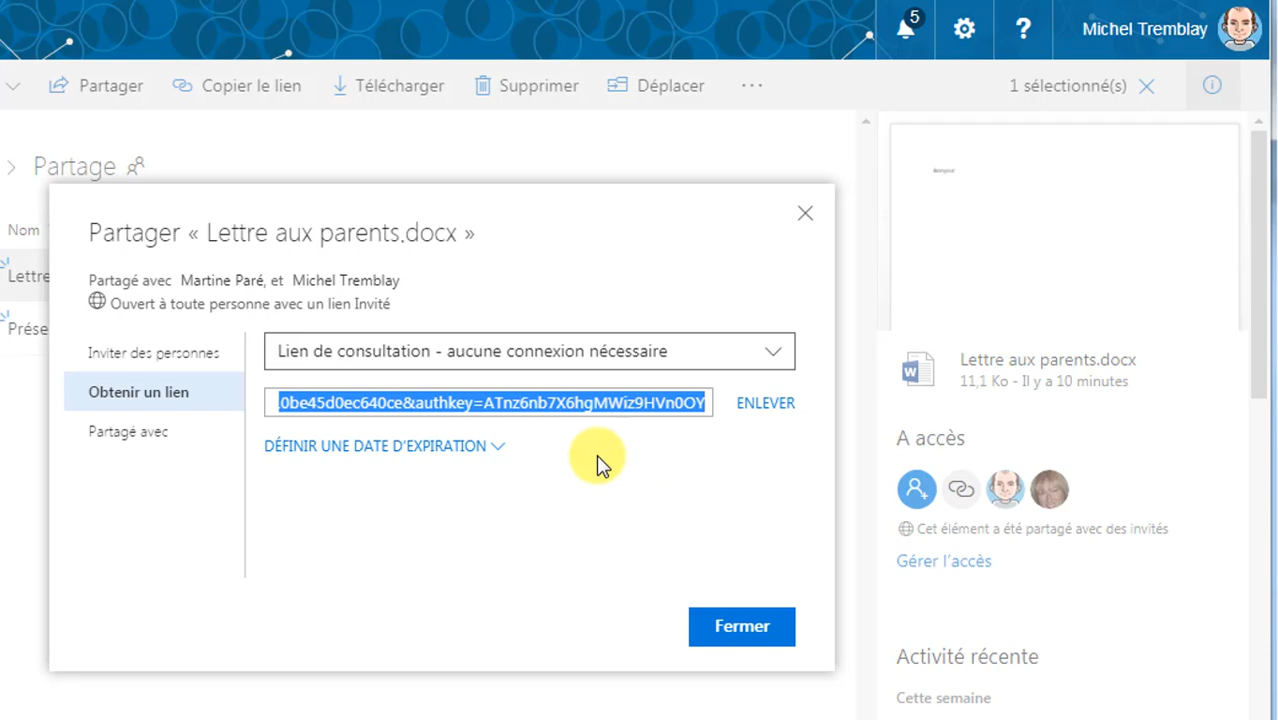 5
?
Michel Tremblay
Partager
Copier le lien
Télécharger
Supprimer
Déplacer
...
1 sélectionné(s)
Partage
Nom
Lettre
Prése
Partager « Lettre aux parents.docx »
Partagé avec Martine Paré, et Michel Tremblay
Ouvert à toute personne avec un lien Invité
Inviter des personnes
Obtenir un lien
Partagé avec
Lien de consultation - aucune connexion nécessaire
0be45d0ec640ce&authkey=ATnz6nb7X6hgMWiz9HVn0OY
ENLEVER
DÉFINIR UNE DATE D'EXPIRATION
Fermer
Bonjour
Lettre aux parents.docx
11,1 Ko - Il y a 10 minutes
A accès
Cet élément a été partagé avec des invités
Gérer l'accès
Activité récente
Cette semaine